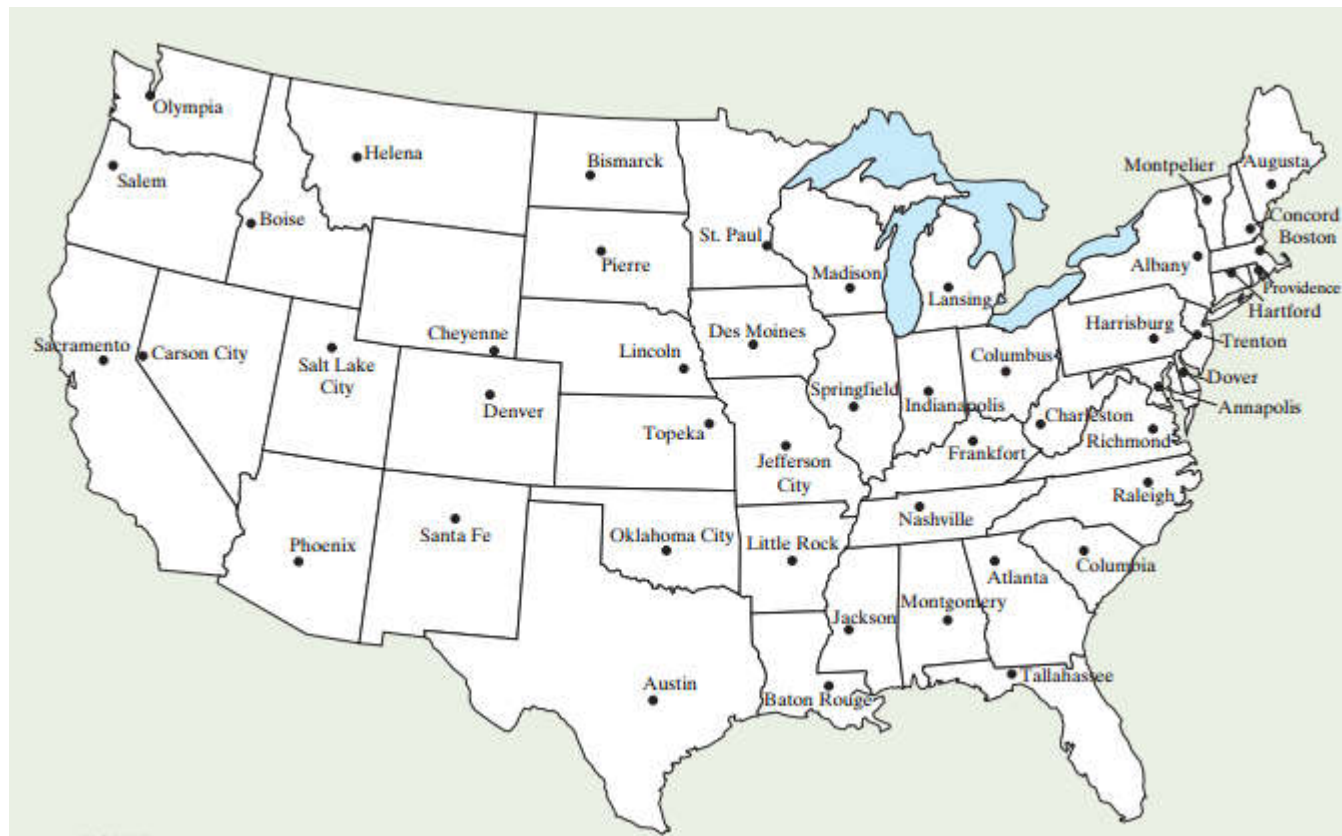 Olympia
Helena
Bismarck
Montpelier
Augusta
Salem
Boise
St. Paul
Concord
Boston
Pierre
Madison
Lansing
Albany
Providence
Hartford
Cheyenne
Des Moines
Harrisburg
Trenton
Sacramento
Carson City
Salt Lake
City
Lincoln
Columbus
Denver
Springfield
Indianapolis
Dover
Annapolis
Topeka
Charleston
Richmond
Frankfort
Jefferson
City
Raleigh
Nashville
Phoenix
Santa Fe
Oklahoma City
Little Rock
Atlanta
Columbia
Jackson
Montgomery
Austin
Baton Rouge
Tallahassee